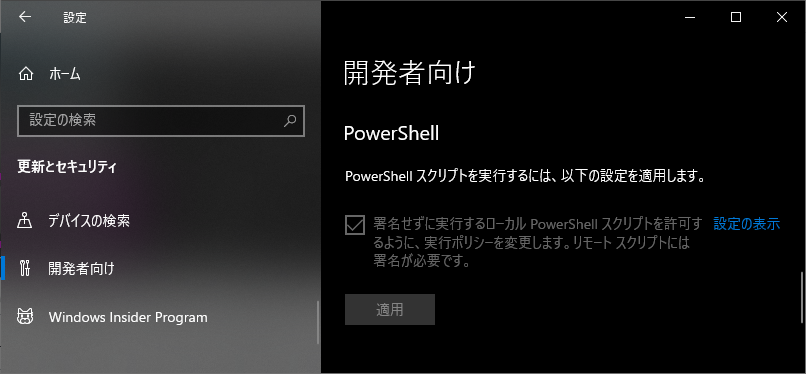 設定
ホーム
設定の検索
更新とセキュリティ
デバイスの検索
開発者向け
Windows Insider Program
開発者向け
PowerShell
PowerShell スクリプトを実行するには、以下の設定を適用します。
署名せずに実行するローカル PowerShell スクリプトを許可す
るように、実行ポリシーを変更します。リモート スクリプトには
署名が必要です。
設定の表示
適用